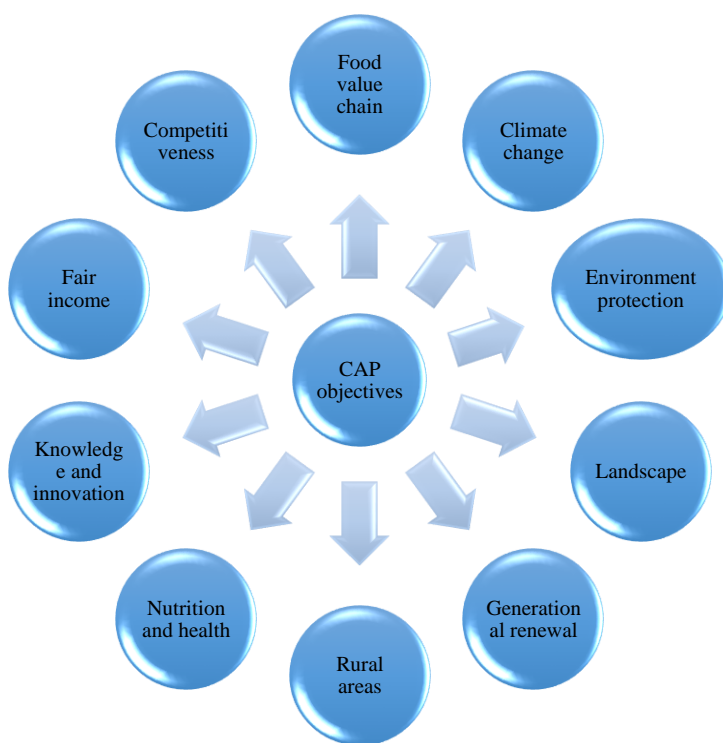 Food
value
chain
Climate
change
Environment
protection
Landscape
Generation
al renewal
Rural
areas
Nutrition
and health
Knowledg
e and
innovation
Fair
income
Competiti
veness
CAP
objectives